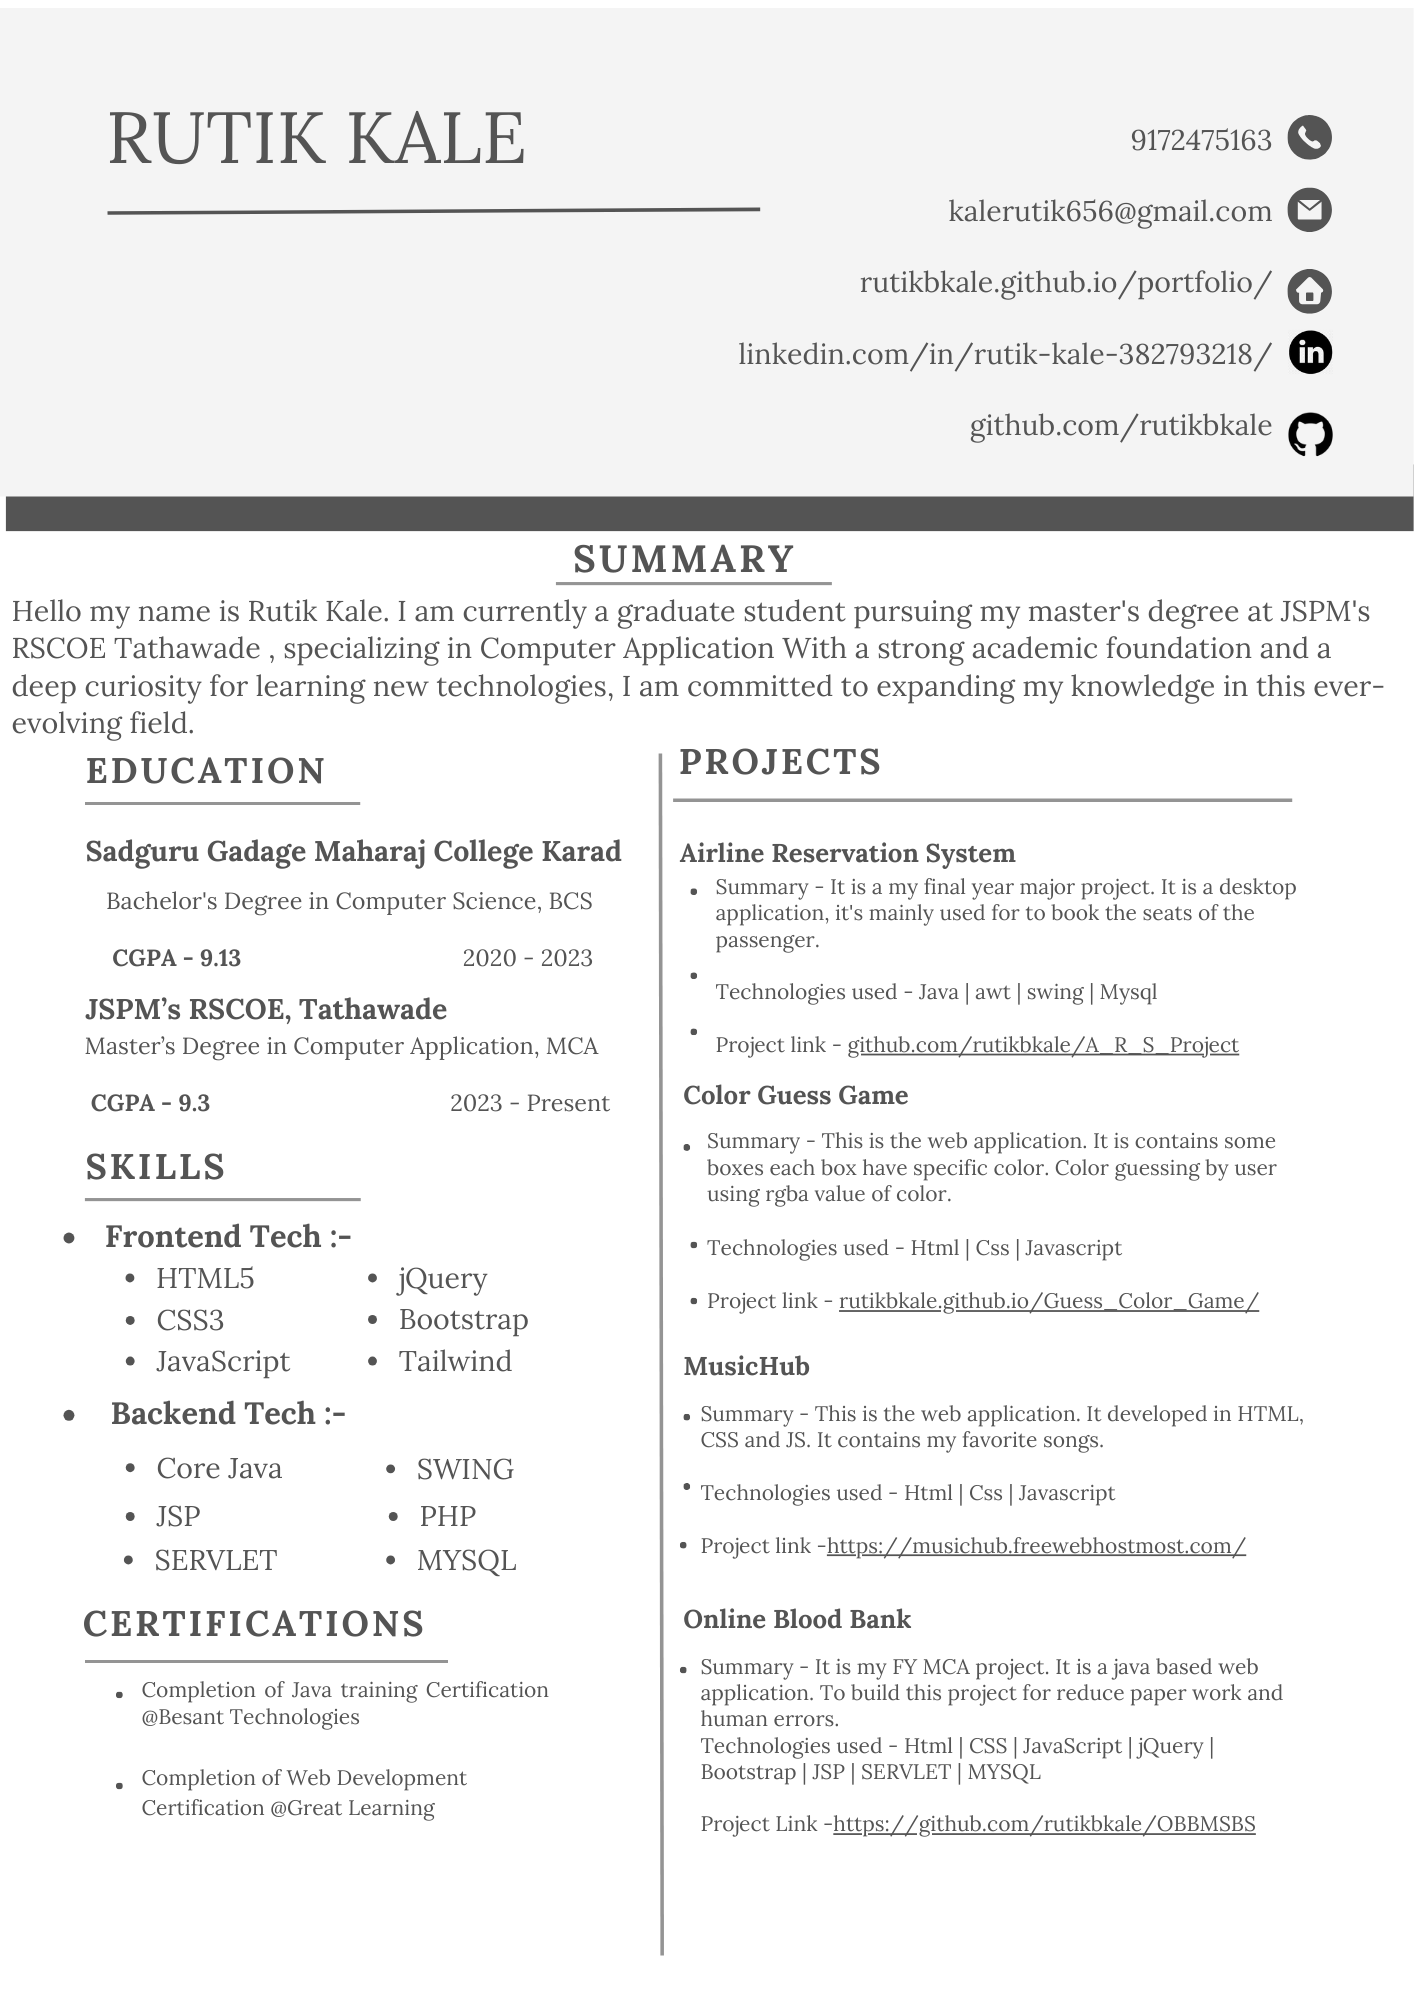 RUTIK KALE
9172475163
kalerutik656@gmail.com
rutikbkale.github.io/portfolio/
linkedin.com/in/rutik-kale-382793218/
in
github.com/rutikbkale
SUMMARY
Hello my name is Rutik Kale. I am currently a graduate student pursuing my master's degree at JSPM's
RSCOE Tathawade , specializing in Computer Application With a strong academic foundation and a
deep curiosity for learning new technologies, I am committed to expanding my knowledge in this ever-
evolving field.
EDUCATION
Sadguru Gadage Maharaj College Karad
Bachelor's Degree in Computer Science, BCS
CGPA - 9.13 2020 - 2023
JSPM’s RSCOE, Tathawade
Master’s Degree in Computer Application, MCA
CGPA - 9.3 2023 - Present
SKILLS
• Frontend Tech :-
• HTML5 • jQuery
• CSS3 • Bootstrap
• JavaScript • Tailwind
• Backend Tech :-
• Core Java • SWING
• JSP • PHP
• SERVLET • MYSQL
CERTIFICATIONS
• Completion of Java training Certification
@Besant Technologies
• Completion of Web Development
Certification @Great Learning
PROJECTS
Airline Reservation System
• Summary - It is a my final year major project. It is a desktop
application, it's mainly used for to book the seats of the
passenger.
• Technologies used - Java | awt | swing | Mysql
• Project link - github.com/rutikbkale/A_R_S_Project
Color Guess Game
• Summary - This is the web application. It is contains some
boxes each box have specific color. Color guessing by user
using rgba value of color.
• Technologies used - Html | Css | Javascript
• Project link - rutikbkale.github.io/Guess_Color_Game/
MusicHub
• Summary - This is the web application. It developed in HTML,
CSS and JS. It contains my favorite songs.
• Technologies used - Html | Css | Javascript
• Project link -https://musichub.freewebhostmost.com/
Online Blood Bank
• Summary - It is my FY MCA project. It is a java based web
application. To build this project for reduce paper work and
human errors.
Technologies used - Html | CSS | JavaScript | jQuery |
Bootstrap | JSP | SERVLET | MYSQL
Project Link -https://github.com/rutikbkale/OBBMSBS